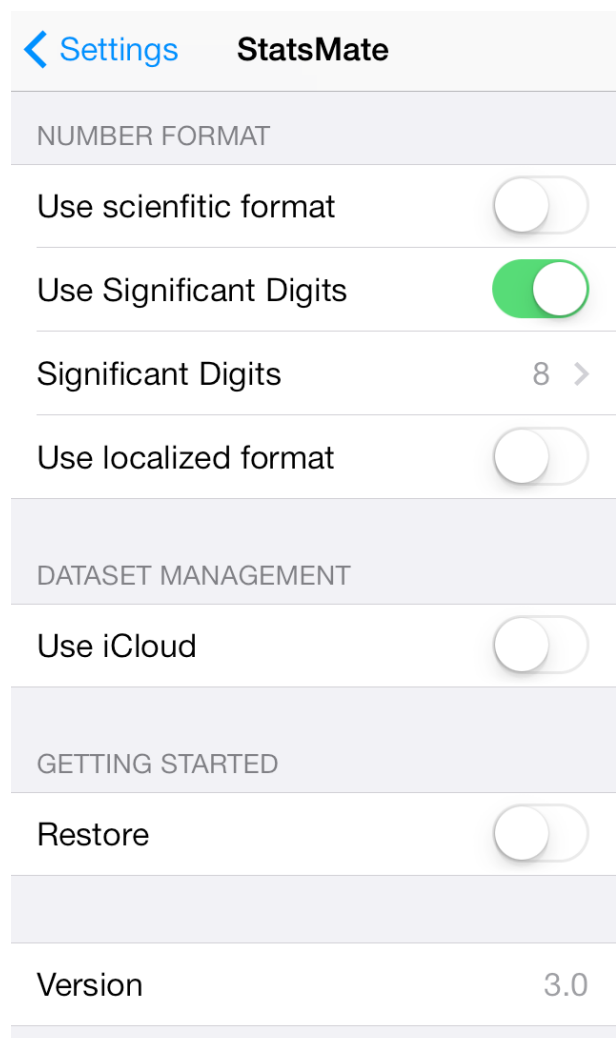 Settings StatsMate
NUMBER FORMAT
Use scienfitic format
Use Significant Digits
Significant Digits 8
Use localized format
DATASET MANAGEMENT
Use iCloud
GETTING STARTED
Restore
Version 3.0